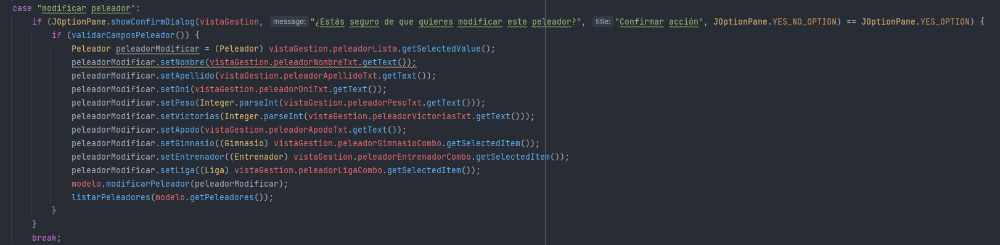 case "modificar peleador":
if (JOptionPane.showConfirmDialog(vistaGestion, message: "¿Estás seguro de que quieres modificar este peleador?", title: "Confirmar acción", JOptionPane.YES_NO_OPTION) == JOptionPane.YES_OPTION) {
if (validarCamposPeleador()) {
Peleador peleadorModificar = (Peleador) vistaGestion.peleadorLista.getSelectedValue();
peleadorModificar.setNombre(vistaGestion.peleadorNombreTxt.getText());
peleadorModificar.setApellido(vistaGestion.peleadorApellidoTxt.getText());
peleadorModificar.setDni(vistaGestion.peleadorDniTxt.getText());
peleadorModificar.setPeso(Integer.parseInt(vistaGestion.peleadorPesoTxt.getText()));
peleadorModificar.setVictorias(Integer.parseInt(vistaGestion.peleadorVictoriasTxt.getText()));
peleadorModificar.setApodo(vistaGestion.peleadorApodoTxt.getText());
peleadorModificar.setGimnasio((Gimnasio) vistaGestion.peleadorGimnasioCombo.getSelectedItem());
peleadorModificar.setEntrenador((Entrenador) vistaGestion.peleadorEntrenadorCombo.getSelectedItem());
peleadorModificar.setLiga((Liga) vistaGestion.peleadorLigaCombo.getSelectedItem());
modelo.modificarPeleador(peleadorModificar);
listarPeleadores(modelo.getPeleadores());
}
}
break;